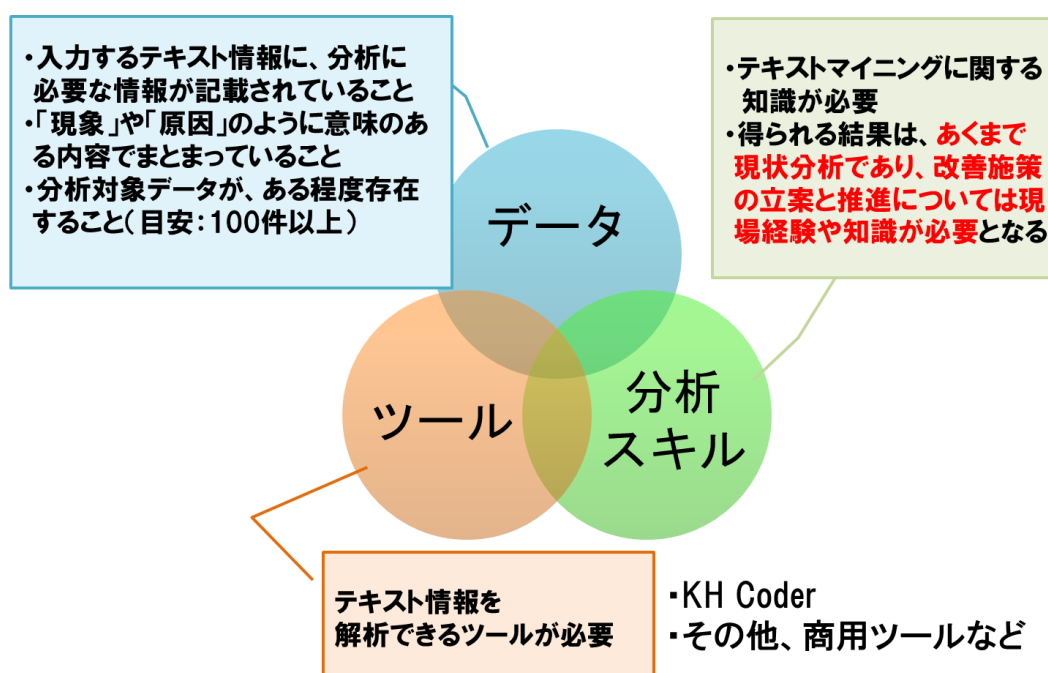 ・入力するテキスト情報に、分析に
必要な情報が記載されていること
・「現象」や「原因」のように意味のあ
る内容でまとまっていること
・分析対象データが、ある程度存在
すること（目安：100件以上）
・テキストマイニングに関する
知識が必要
・得られる結果は、あくまで
現状分析であり、改善施策
の立案と推進については現
場経験や知識が必要となる
データ
ツール
分析
スキル
テキスト情報を
解析できるツールが必要
・KH Coder
・その他、商用ツールなど